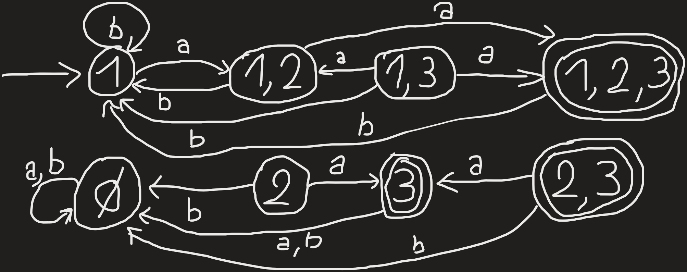 b a
1 a 1,2 a 1,3 a 1,2,3
b
b b
a,b
∅ 2 a 3 a 2,3
b
a,b b